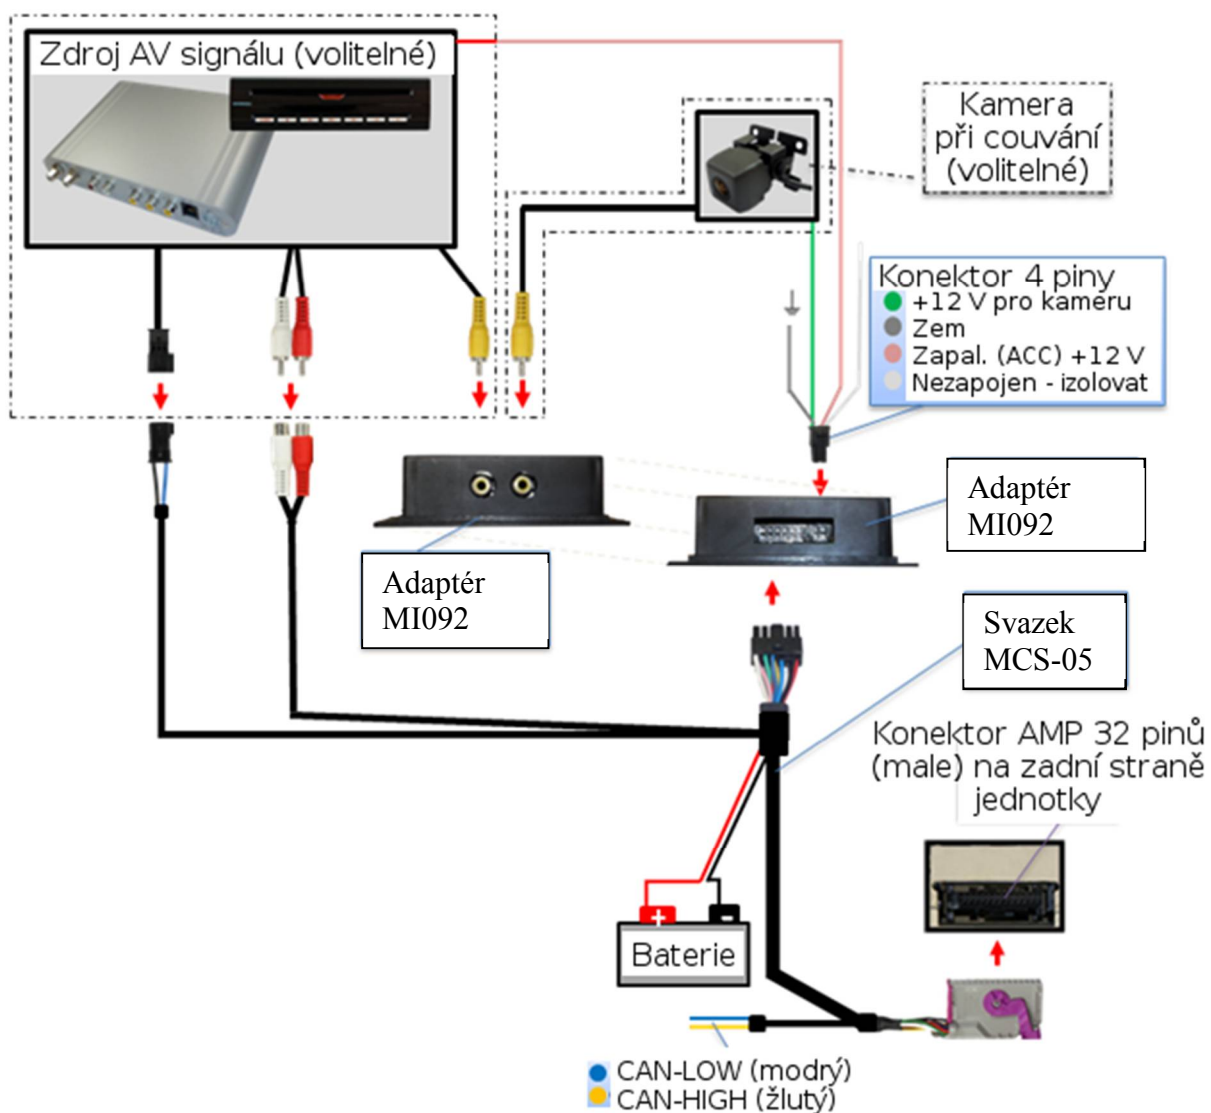 Zdroj AV signálu (volitelné)
Kamera
při couvání
(volitelné)
Konektor 4 piny
+12 V pro kameru
Zem
Zapal. (ACC) +12 V
Nezapojen - izolovat
Adaptér
MI092
Adaptér
MI092
Svazek
MCS-05
Konektor AMP 32 pinů
(male) na zadní straně
jednotky
+ -
Baterie
CAN-LOW (modrý)
CAN-HIGH (žlutý)